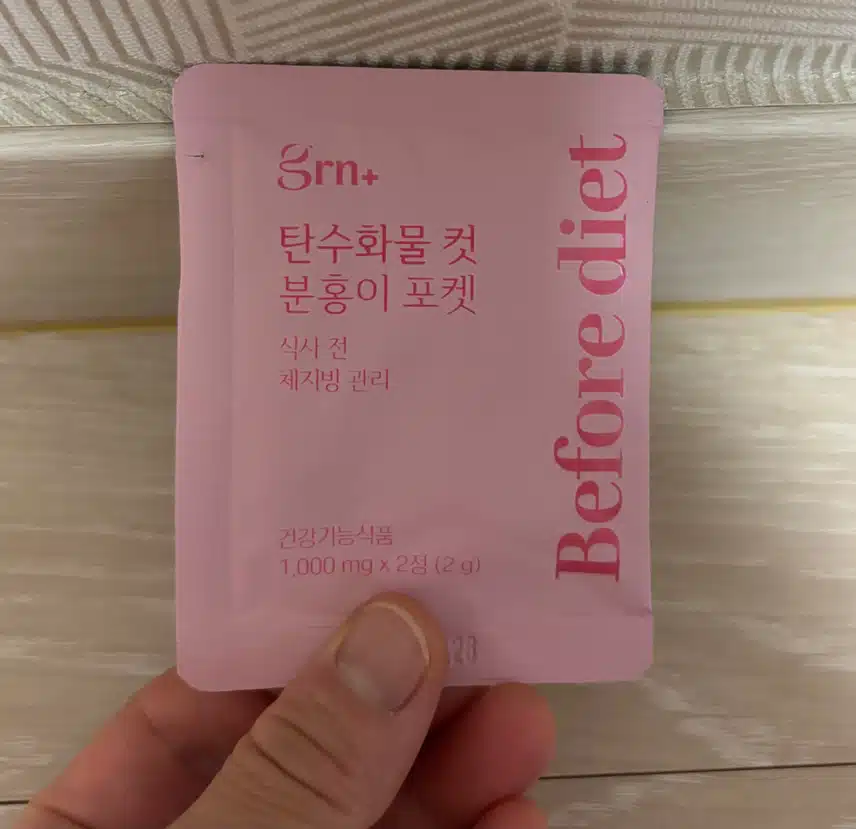 grn+
탄수화물 컷
분홍이 포켓
식사 전
체지방 관리
건강기능식품
1,000 mg x 2정 (2 g)
Before diet